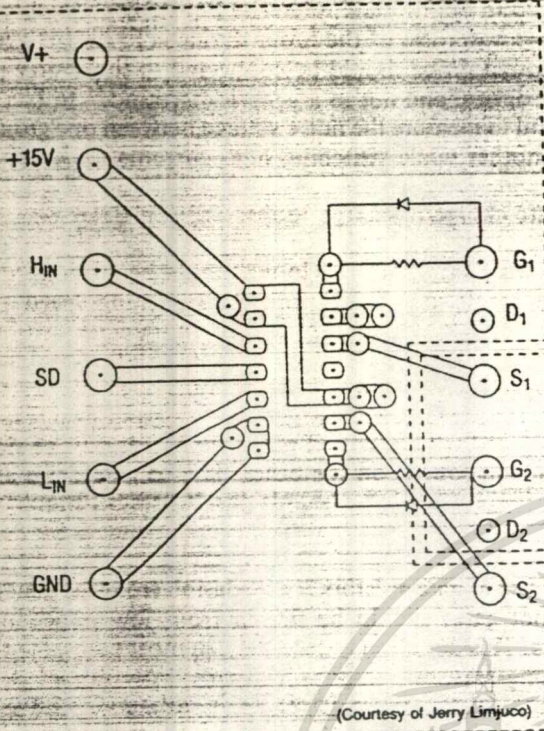 V+
+15V
HIN
SD
LIN
GND
G1
D1
S1
G2
D2
S2
(Courtesy of Jerry Limjuco)